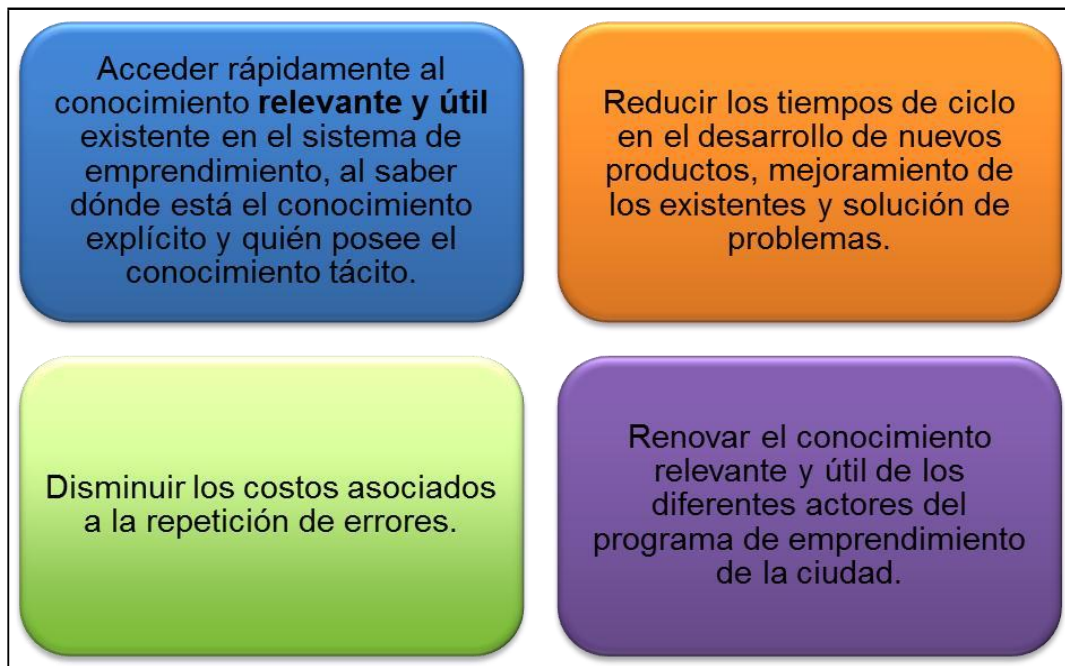 Acceder rápidamente al
conocimiento relevante y útil
existente en el sistema de
emprendimiento, al saber
dónde está el conocimiento
explícito y quién posee el
conocimiento tácito.
Reducir los tiempos de ciclo
en el desarrollo de nuevos
productos, mejoramiento de
los existentes y solución de
problemas.
Disminuir los costos asociados
a la repetición de errores.
Renovar el conocimiento
relevante y útil de los
diferentes actores del
programa de emprendimiento
de la ciudad.